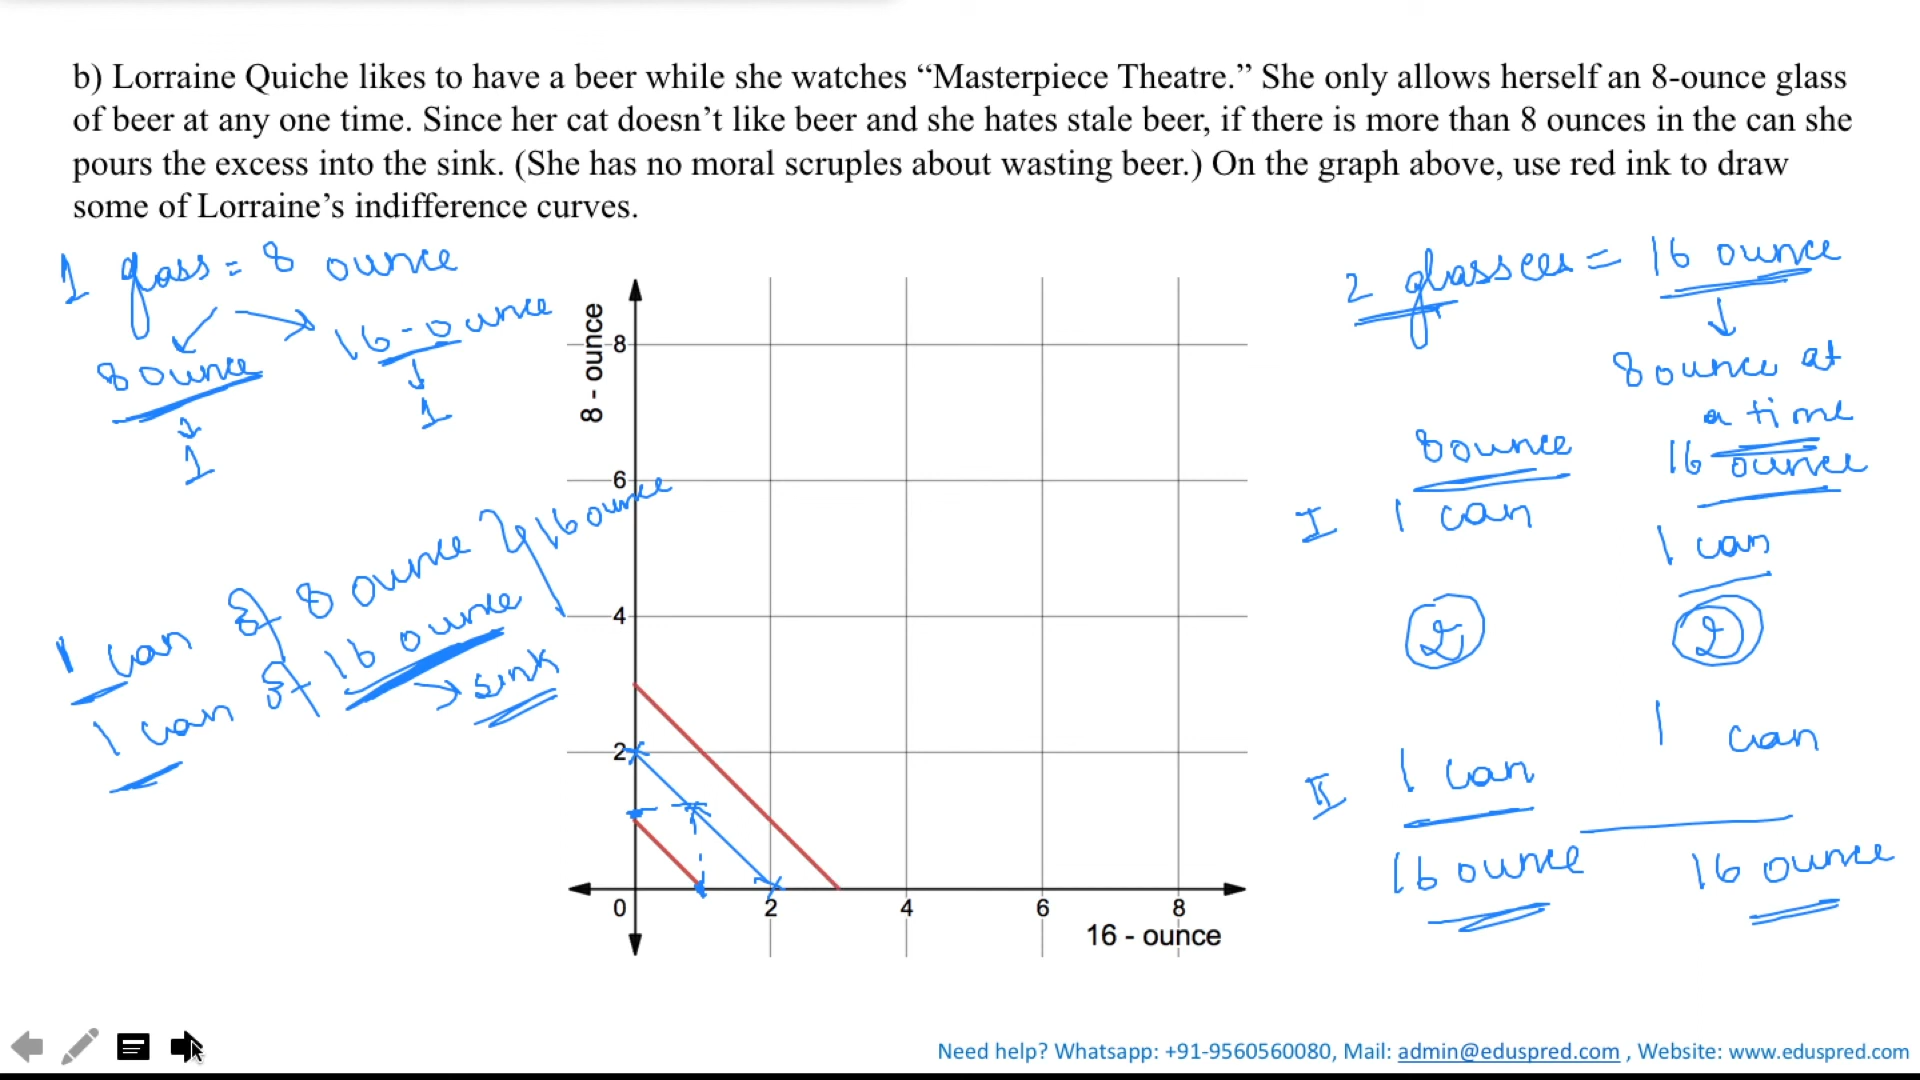 b) Lorraine Quiche likes to have a beer while she watches “Masterpiece Theatre.” She only allows herself an 8-ounce glass
of beer at any one time. Since her cat doesn’t like beer and she hates stale beer, if there is more than 8 ounces in the can she
pours the excess into the sink. (She has no moral scruples about wasting beer.) On the graph above, use red ink to draw
some of Lorraine’s indifference curves.
1 glass = 8 ounce
8 ounce
16-ounce
1
1
1 can of 8 ounce
16 ounce
1 can of 16 ounce
→ sink
8 - ounce
8
6
4
2
0
2
4
6
8
16 - ounce
2 glasses = 16 ounce
8 ounce at
a time
8ounce
16 ounce
I 1 can
1 can
2
2
II 1 can
1 can
16 ounce
16 ounce
Need help? Whatsapp: +91-9560560080, Mail: admin@eduspred.com , Website: www.eduspred.com